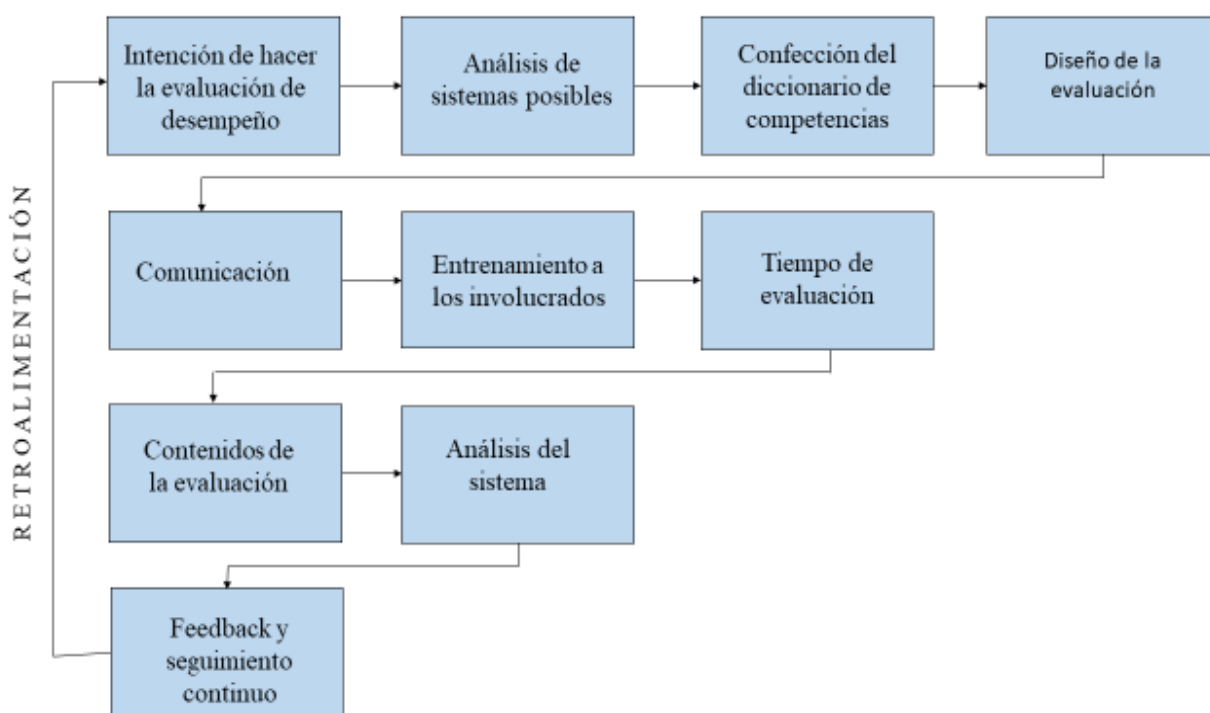 Intención de hacer
la evaluación de
desempeño
Análisis de
sistemas posibles
Confección del
diccionario de
competencias
Diseño de la
evaluación
Comunicación
Entrenamiento a
los involucrados
Tiempo de
evaluación
Contenidos de
la evaluación
Análisis del
sistema
Feedback y
seguimiento
continuo
RETROALIMENTACIÓN